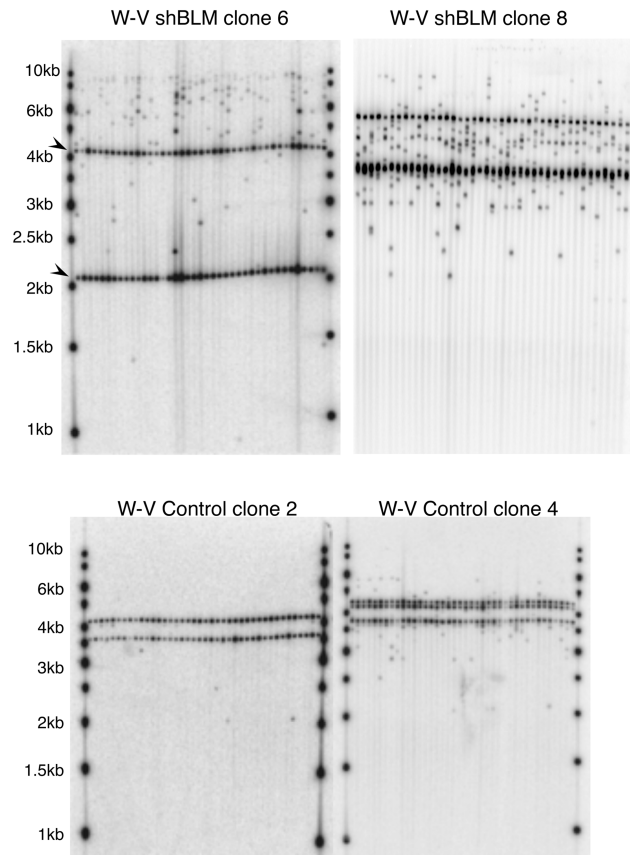 W-V shBLM clone 6
W-V shBLM clone 8
10kb
6kb
4kb
3kb
2.5kb
2kb
1.5kb
1kb
W-V Control clone 2
W-V Control clone 4
10kb
6kb
4kb
3kb
2kb
1.5kb
1kb